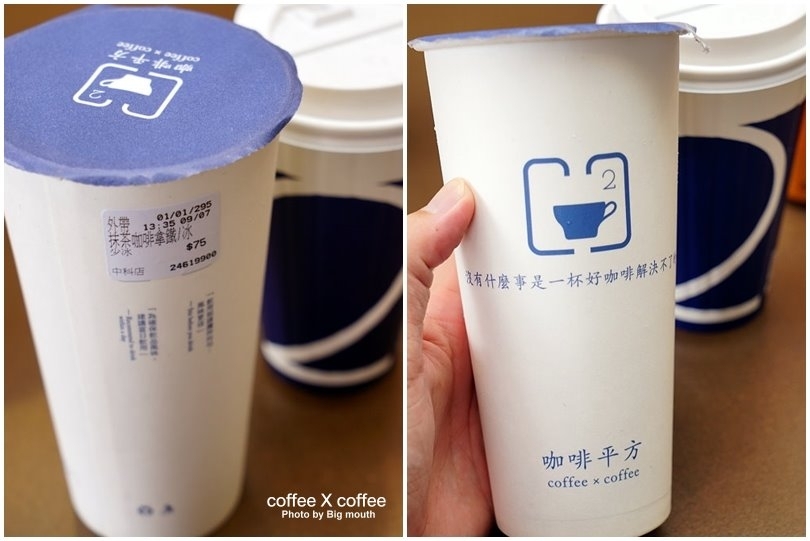 咖啡平方
coffee × coffee
2
01/01/295
外帶 13:35 09/07
抹茶咖啡拿鐵/冰
少冰
$75
中科店 24619900
coffee X coffee
Photo by Big mouth
2
沒有什麼事是一杯好咖啡解決不了
咖啡平方
coffee × coffee